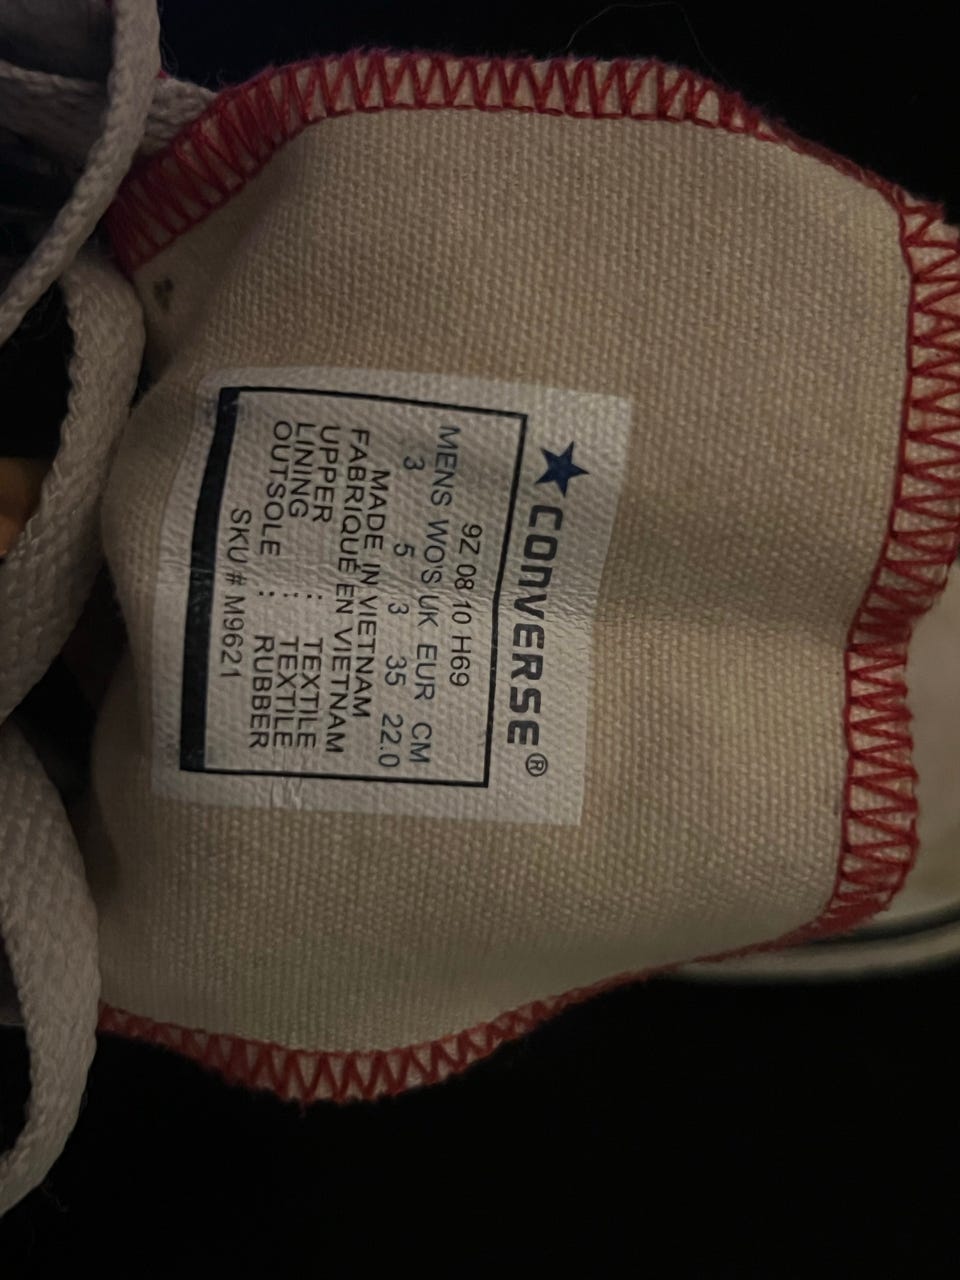 CONVERSE®
9Z 08 10 H69
MENS WO'S UK EUR CM
3 5 3 35 22.0
MADE IN VIETNAM
FABRIQUÉ EN VIETNAM
UPPER : TEXTILE
LINING : TEXTILE
OUTSOLE : RUBBER
SKU # M9621